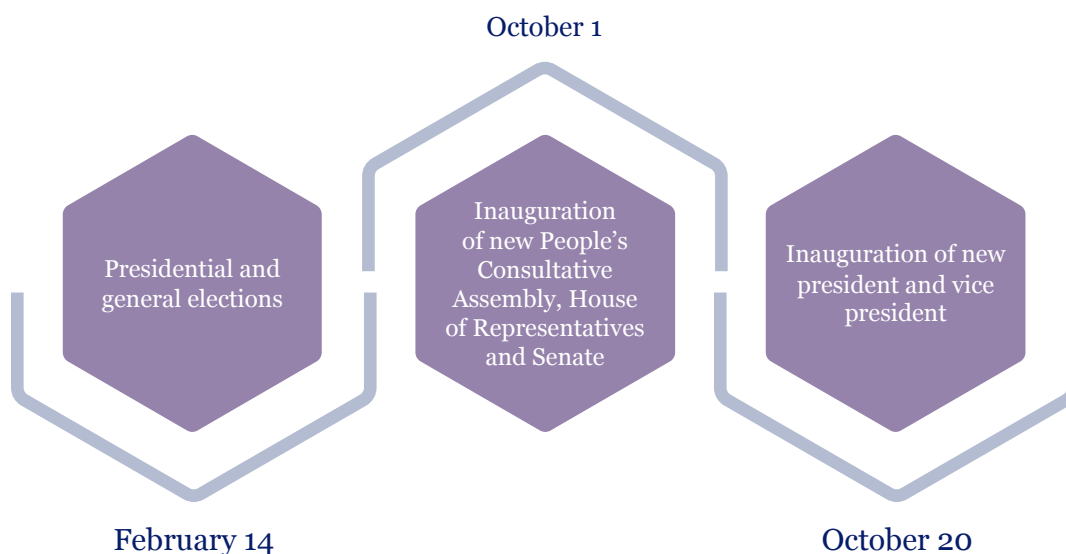 October 1
Presidential and
general elections
Inauguration
of new People’s
Consultative
Assembly, House
of Representatives
and Senate
Inauguration of new
president and vice
president
February 14
October 20